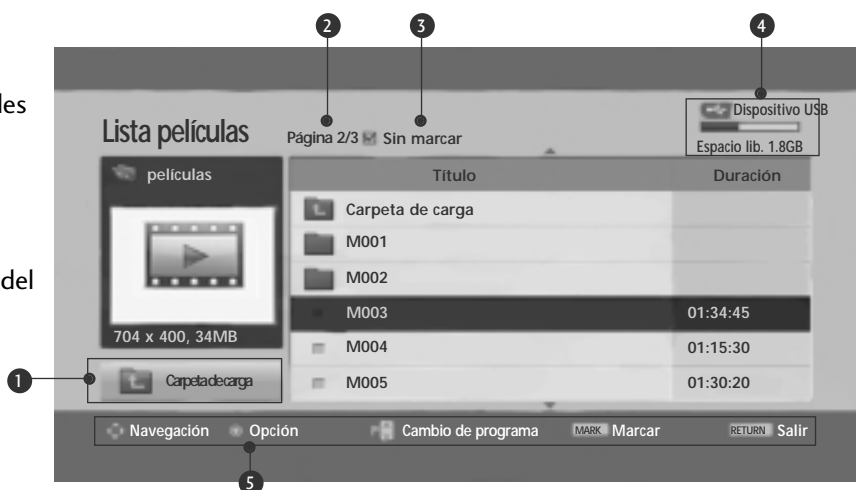 2
3
4
les
del
Lista películas
Página 2/3
Sin marcar
Dispositivo USB
Espacio lib. 1.8GB
películas
704 x 400, 34MB
Título
Duración
Carpeta de carga
M001
M002
M003
01:34:45
M004
01:15:30
M005
01:30:20
1
Carpeta de carga
Navegación
Opción
P
Cambio de programa
MARK Marcar
RETURN Salir
5